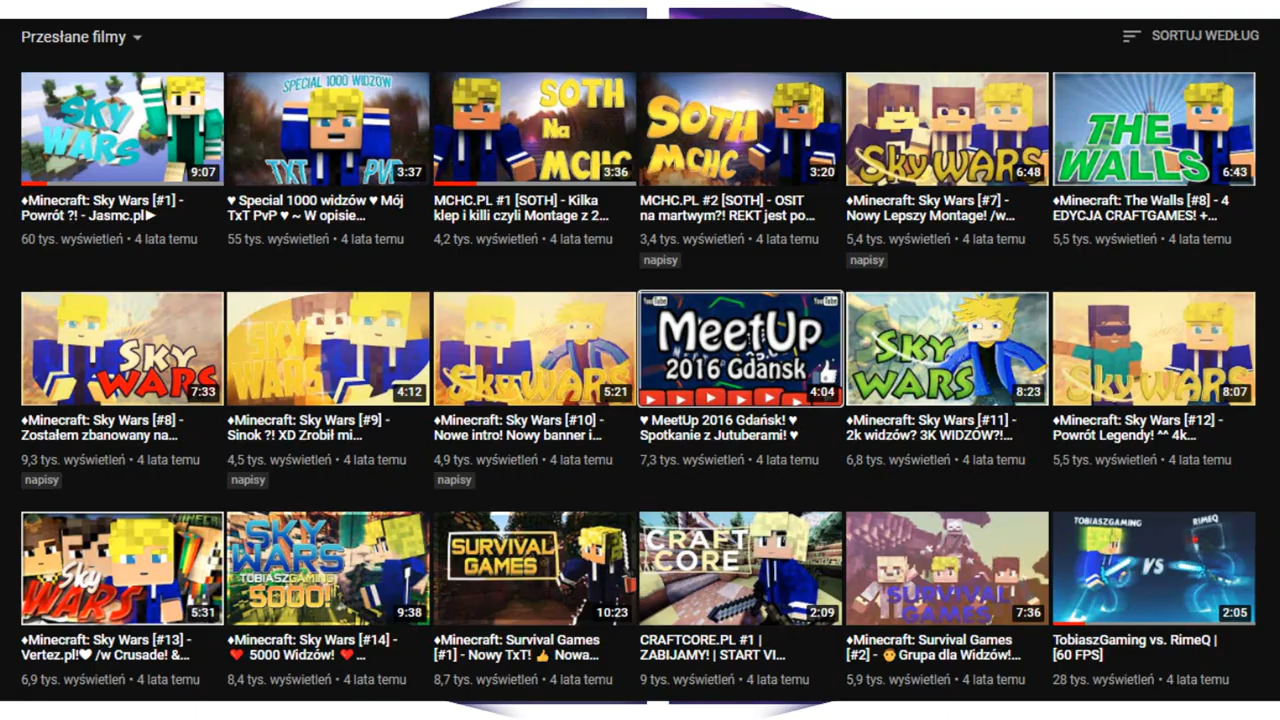 Przesłane filmy
SORTUJ WEDŁUG
SKY
WARS
9:07
SPECIAL 1000 WIDZÓW
TXT PVP
3:37
SOTH
Na
MCHC
3:36
SOTH
MCHC
3:20
SkyWARS
6:48
THE
WALLS
6:43
♦Minecraft: Sky Wars [#1] -
Powrót ?! - Jasmc.pl▶
60 tys. wyświetleń • 4 lata temu
♥ Special 1000 widzów ♥ Mój
TxT PvP ♥ ~ W opisie...
55 tys. wyświetleń • 4 lata temu
MCHC.PL #1 [SOTH] - Kilka
klep i killi czyli Montage z 2...
4,2 tys. wyświetleń • 4 lata temu
MCHC.PL #2 [SOTH] - OSIT
na martwym?! REKT jest po...
3,4 tys. wyświetleń • 4 lata temu
napisy
♦Minecraft: Sky Wars [#7] -
Nowy Lepszy Montage! /w...
5,4 tys. wyświetleń • 4 lata temu
napisy
♦Minecraft: The Walls [#8] - 4
EDYCJA CRAFTGAMES! +...
5,5 tys. wyświetleń • 4 lata temu
SKY
WARS
7:33
SKY
WARS
4:12
SkyWARS
5:21
YouTube
YouTube
MeetUp
2016 Gdańsk
4:04
SKY
WARS
8:23
SkyWARS
8:07
♦Minecraft: Sky Wars [#8] -
Zostałem zbanowany na...
9,3 tys. wyświetleń • 4 lata temu
napisy
♦Minecraft: Sky Wars [#9] -
Sinok ?! XD Zrobił mi...
4,5 tys. wyświetleń • 4 lata temu
napisy
♦Minecraft: Sky Wars [#10] -
Nowe intro! Nowy banner i...
4,9 tys. wyświetleń • 4 lata temu
napisy
♥ MeetUp 2016 Gdańsk! ♥
Spotkanie z Jutuberami! ♥
7,3 tys. wyświetleń • 4 lata temu
♦Minecraft: Sky Wars [#11] -
2k widzów? 3K WIDZÓW?!...
6,8 tys. wyświetleń • 4 lata temu
♦Minecraft: Sky Wars [#12] -
Powrót Legendy! ^^ 4k...
5,5 tys. wyświetleń • 4 lata temu
Sky
WARS
5:31
SKY
WARS
TOBIASZGAMING
5000!
9:38
SURVIVAL
GAMES
10:23
CRAFT
CORE
2:09
SURVIVAL
GAMES
7:36
TOBIASZGAMING
RIMEQ
VS
2:05
♦Minecraft: Sky Wars [#13] -
Vertez.pl!🤍 /w Crusade! &...
6,9 tys. wyświetleń • 4 lata temu
♦Minecraft: Sky Wars [#14] -
❤️ 5000 Widzów! ❤️...
8,4 tys. wyświetleń • 4 lata temu
♦Minecraft: Survival Games
[#1] - Nowy TxT! 👍 Nowa...
8,7 tys. wyświetleń • 4 lata temu
CRAFTCORE.PL #1 |
ZABIJAMY! | START VI...
9 tys. wyświetleń • 4 lata temu
♦Minecraft: Survival Games
[#2] - 👨Grupa dla Widzów!...
5,9 tys. wyświetleń • 4 lata temu
TobiaszGaming vs. RimeQ |
[60 FPS]
28 tys. wyświetleń • 4 lata temu